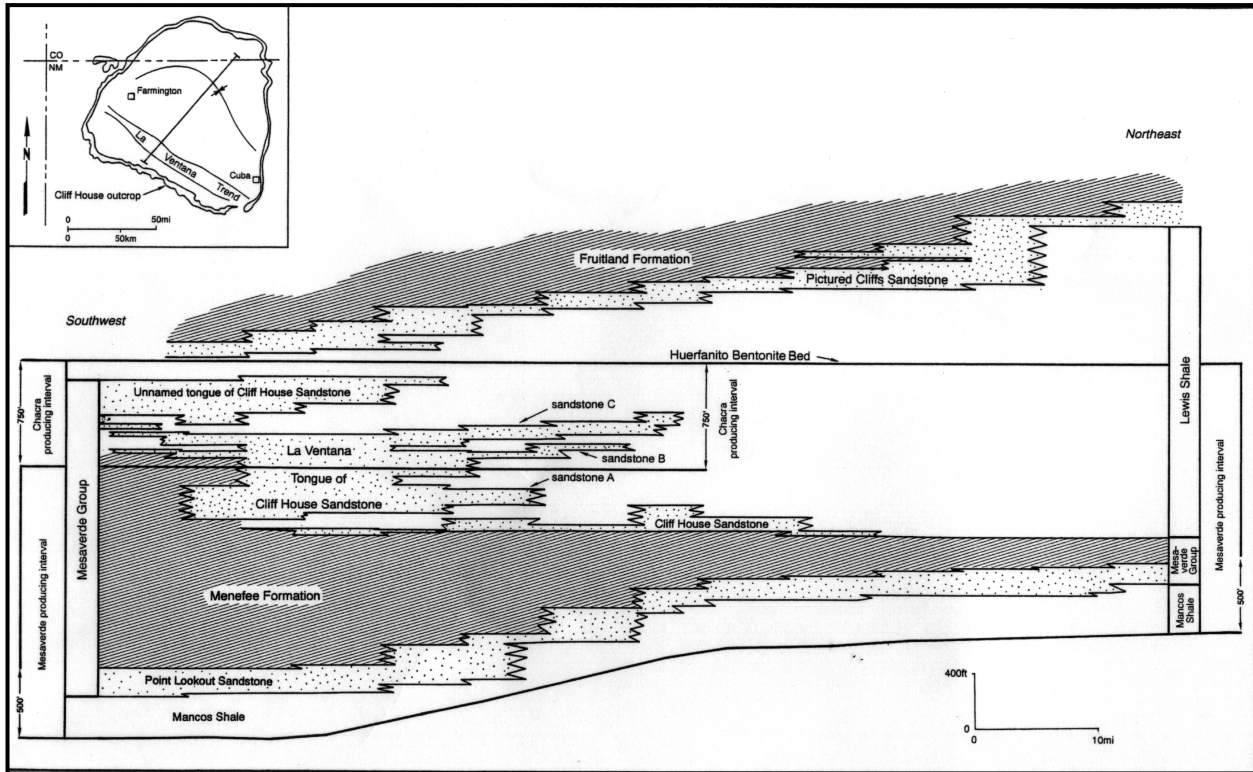 CO
NM
Farmington
La
Ventana
Trend
Cuba
N
Cliff House outcrop
0 50mi
0 50km
Northeast
Fruitland Formation
Pictured Cliffs Sandstone
Southwest
Huerfanito Bentonite Bed
Unnamed tongue of Cliff House Sandstone
750'
Chacra
producing interval
sandstone C
750'
Chacra
producing interval
La Ventana
sandstone B
Tongue of
Cliff House Sandstone
sandstone A
Cliff House Sandstone
Lewis Shale
Mesaverde Group
Mesaverde producing interval
Menefee Formation
Mesa-
verde
Group
Mancos
Shale
Mesaverde producing interval
500'
Point Lookout Sandstone
500'
Mancos Shale
400ft
0
0 10mi